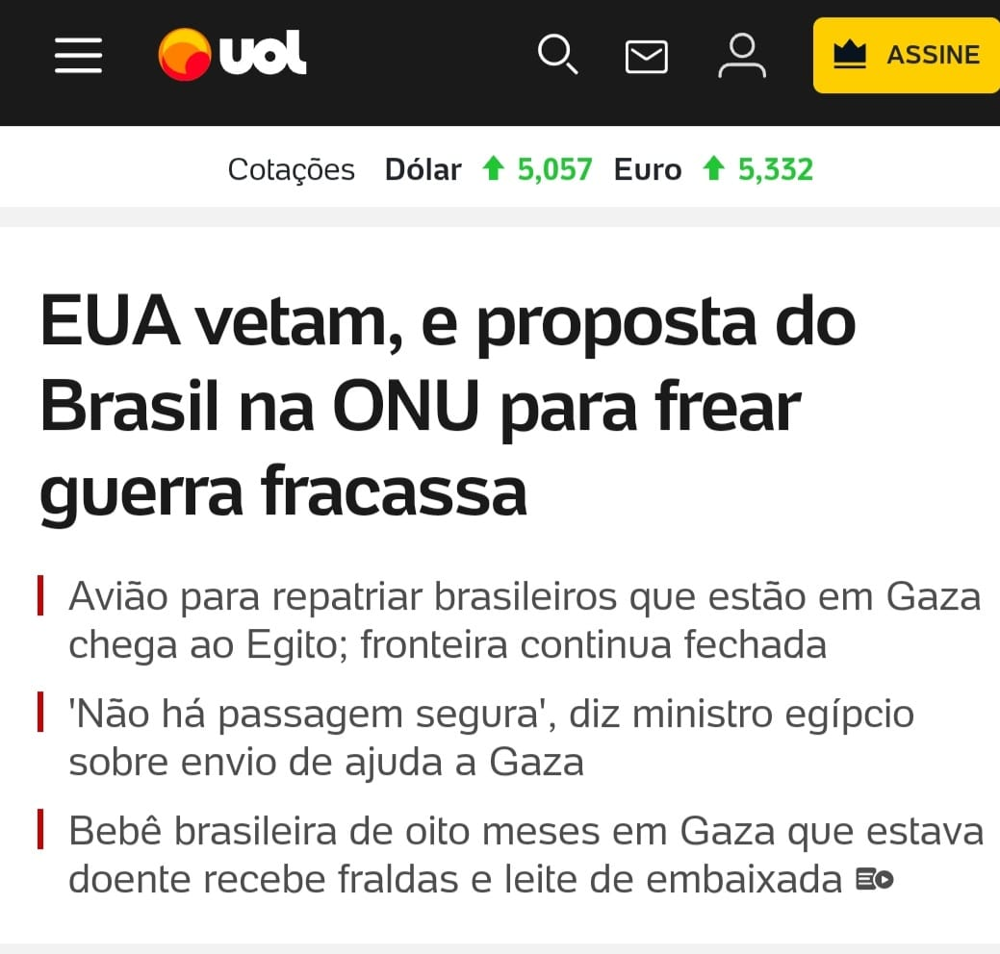 uol
ASSINE
Cotações Dólar 5,057 Euro 5,332
EUA vetam, e proposta do
Brasil na ONU para frear
guerra fracassa
Avião para repatriar brasileiros que estão em Gaza
chega ao Egito; fronteira continua fechada
'Não há passagem segura', diz ministro egípcio
sobre envio de ajuda a Gaza
Bebê brasileira de oito meses em Gaza que estava
doente recebe fraldas e leite de embaixada